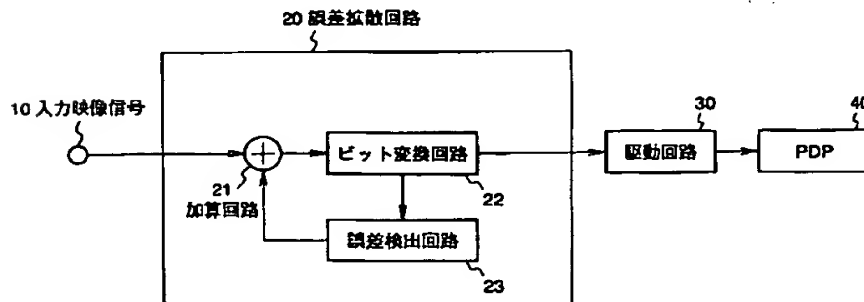 20 誤差拡散回路
10 入力映像信号
30
40
ビット変換回路
駆動回路
PDP
21
加算回路
22
誤差検出回路
23